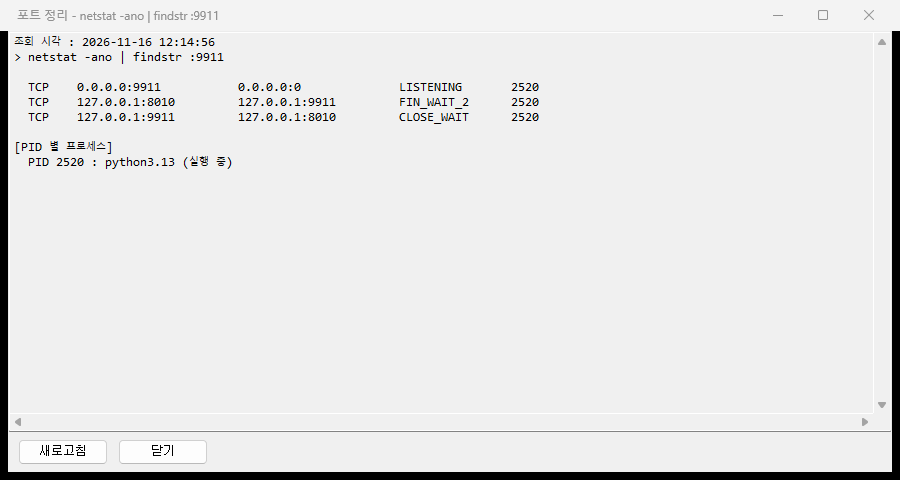 포트 정리 - netstat -ano | findstr :9911
조회 시각 : 2026-11-16 12:14:56
> netstat -ano | findstr :9911
TCP    0.0.0.0:9911           0.0.0.0:0              LISTENING       2520
TCP    127.0.0.1:8010         127.0.0.1:9911         FIN_WAIT_2      2520
TCP    127.0.0.1:9911         127.0.0.1:8010         CLOSE_WAIT      2520
[PID 별 프로세스]
PID 2520 : python3.13 (실행 중)
새로고침 닫기